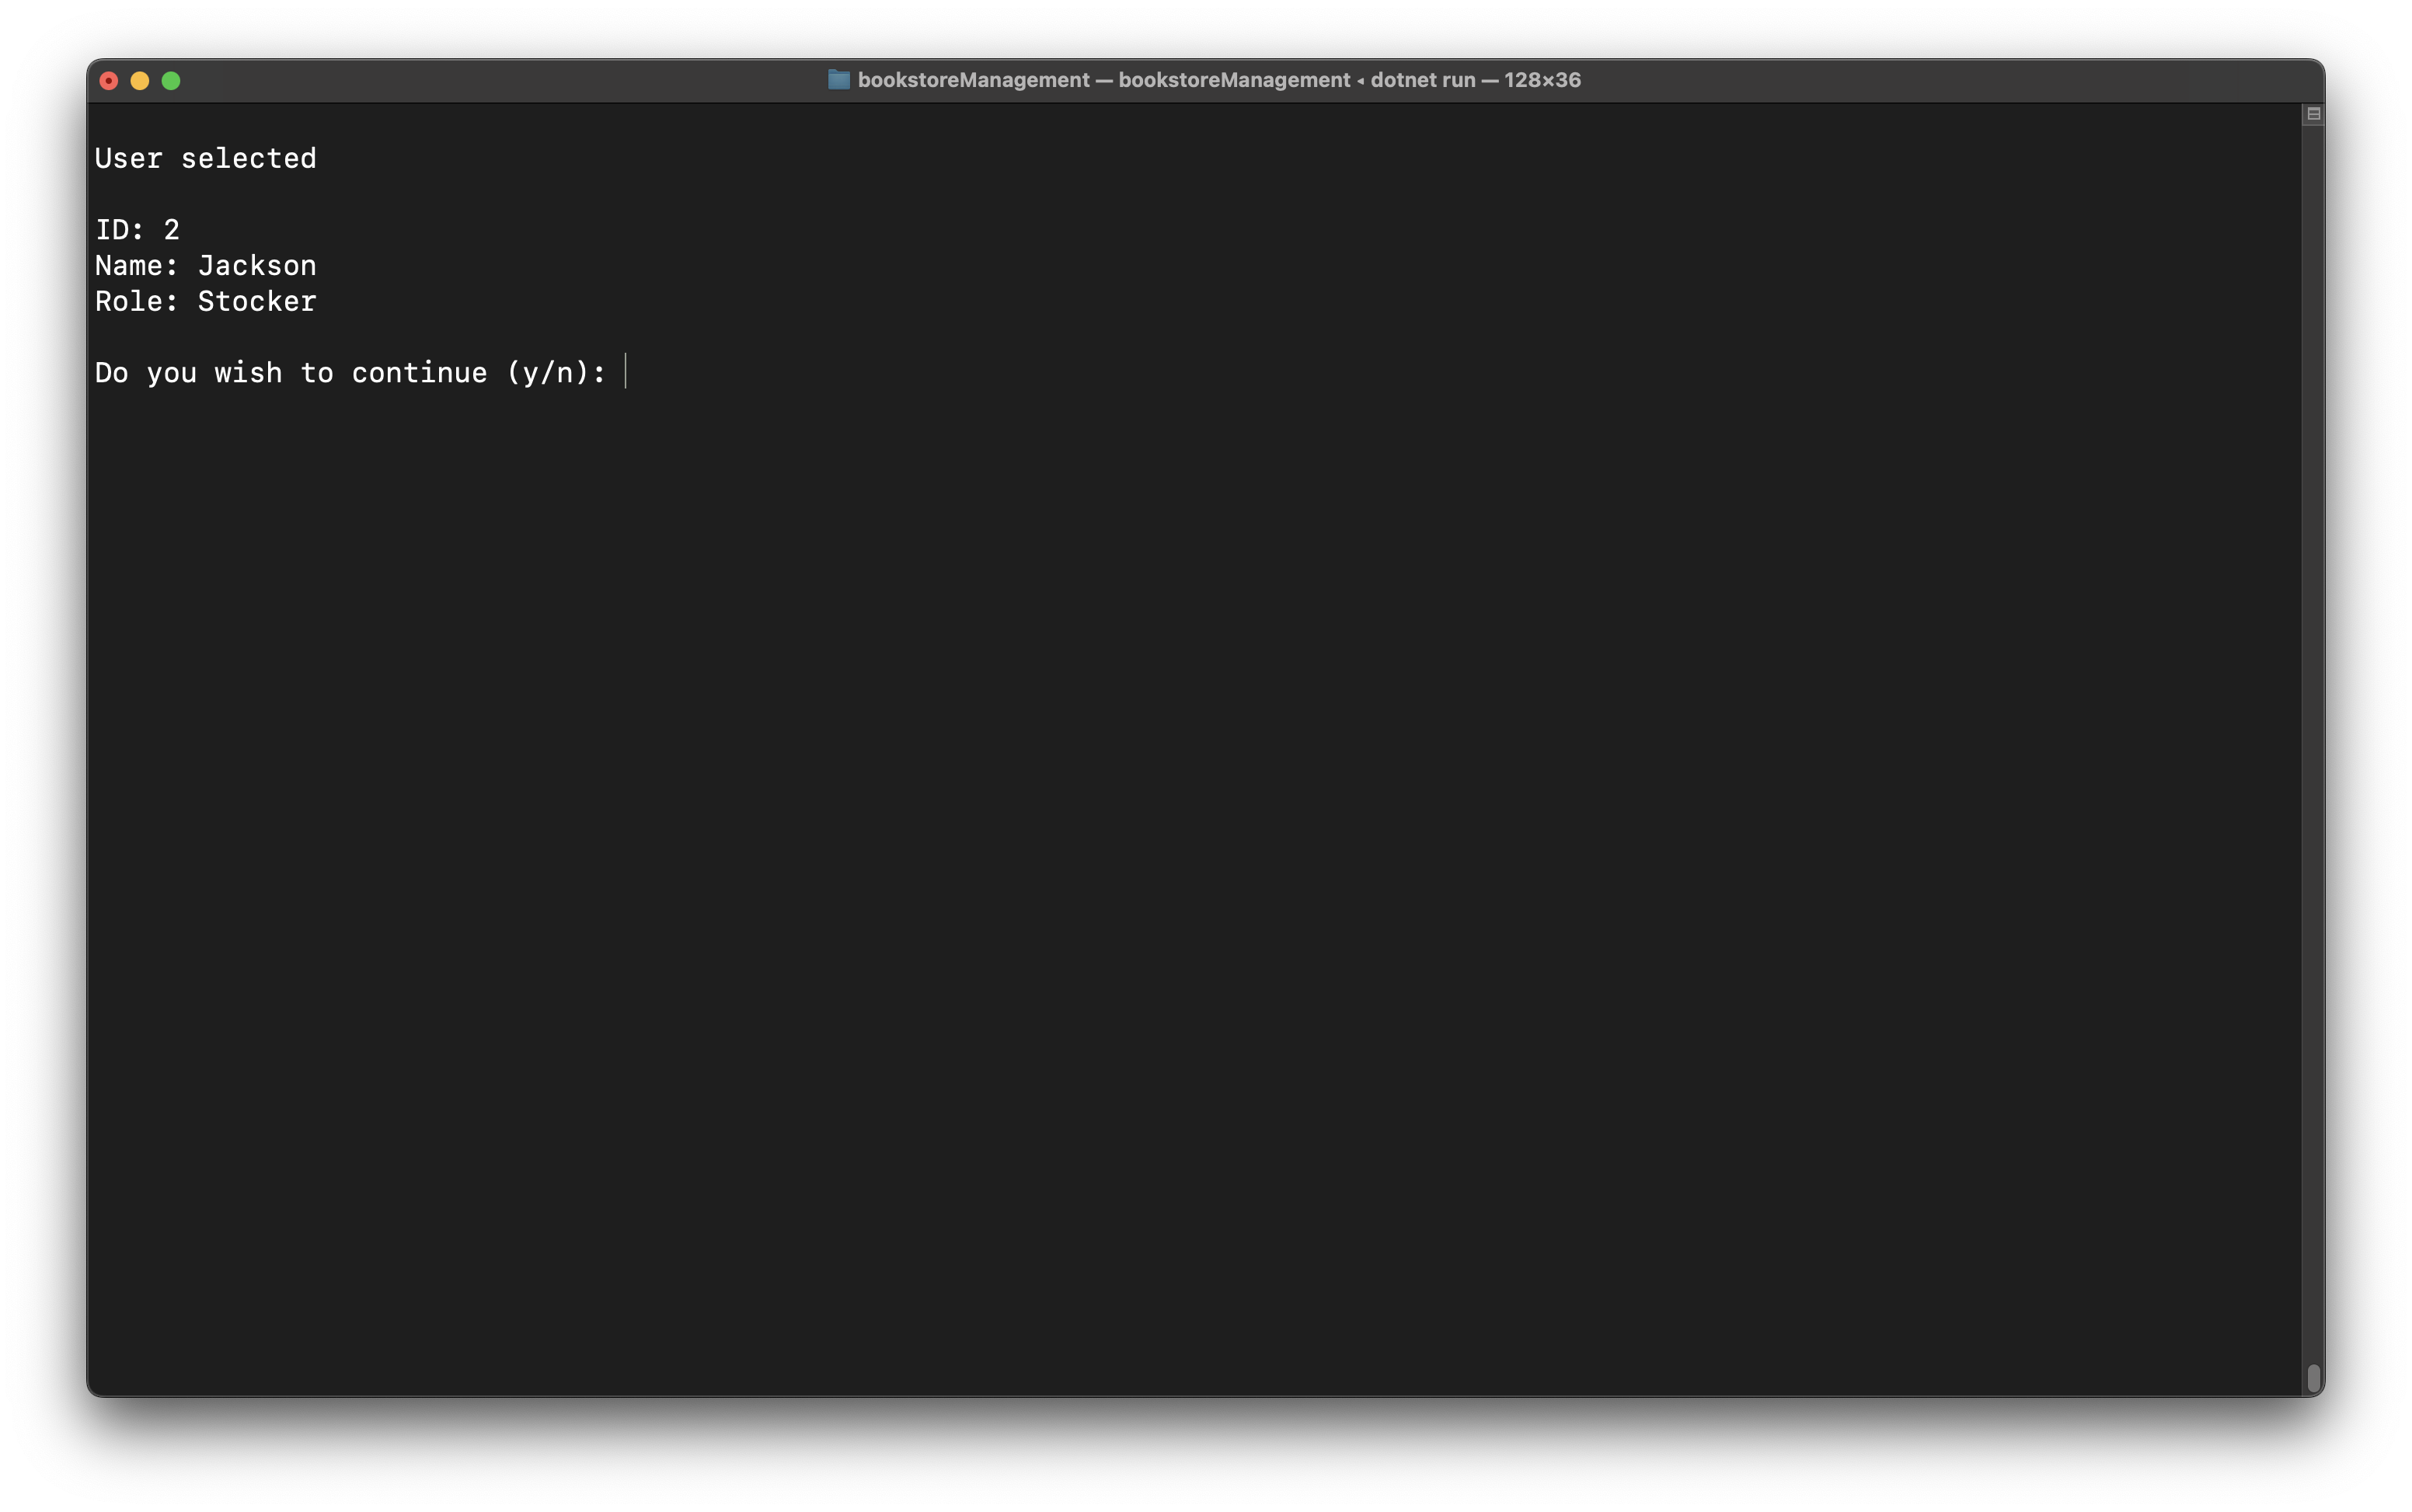 bookstoreManagement — bookstoreManagement ◂ dotnet run — 128×36
User selected
ID: 2
Name: Jackson
Role: Stocker
Do you wish to continue (y/n):